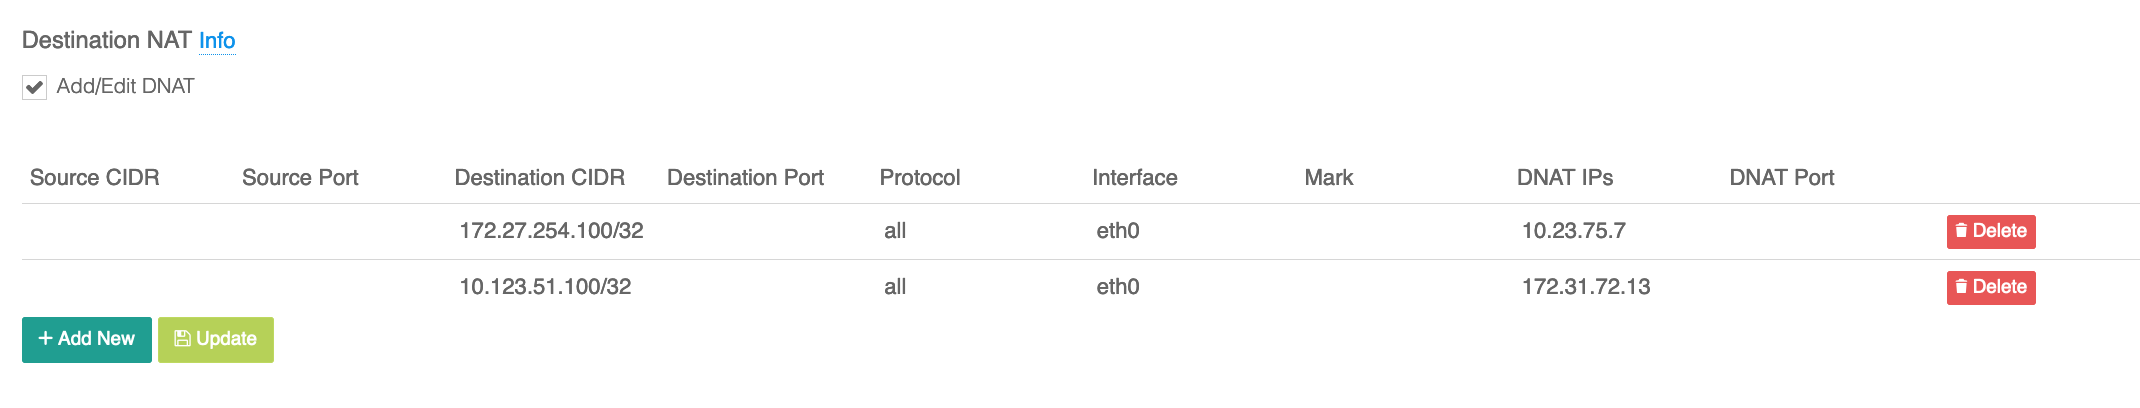 Destination NAT Info
Add/Edit DNAT
Source CIDR Source Port Destination CIDR Destination Port Protocol Interface Mark DNAT IPs DNAT Port
172.27.254.100/32 all eth0 10.23.75.7 Delete
10.123.51.100/32 all eth0 172.31.72.13 Delete
+ Add New Update